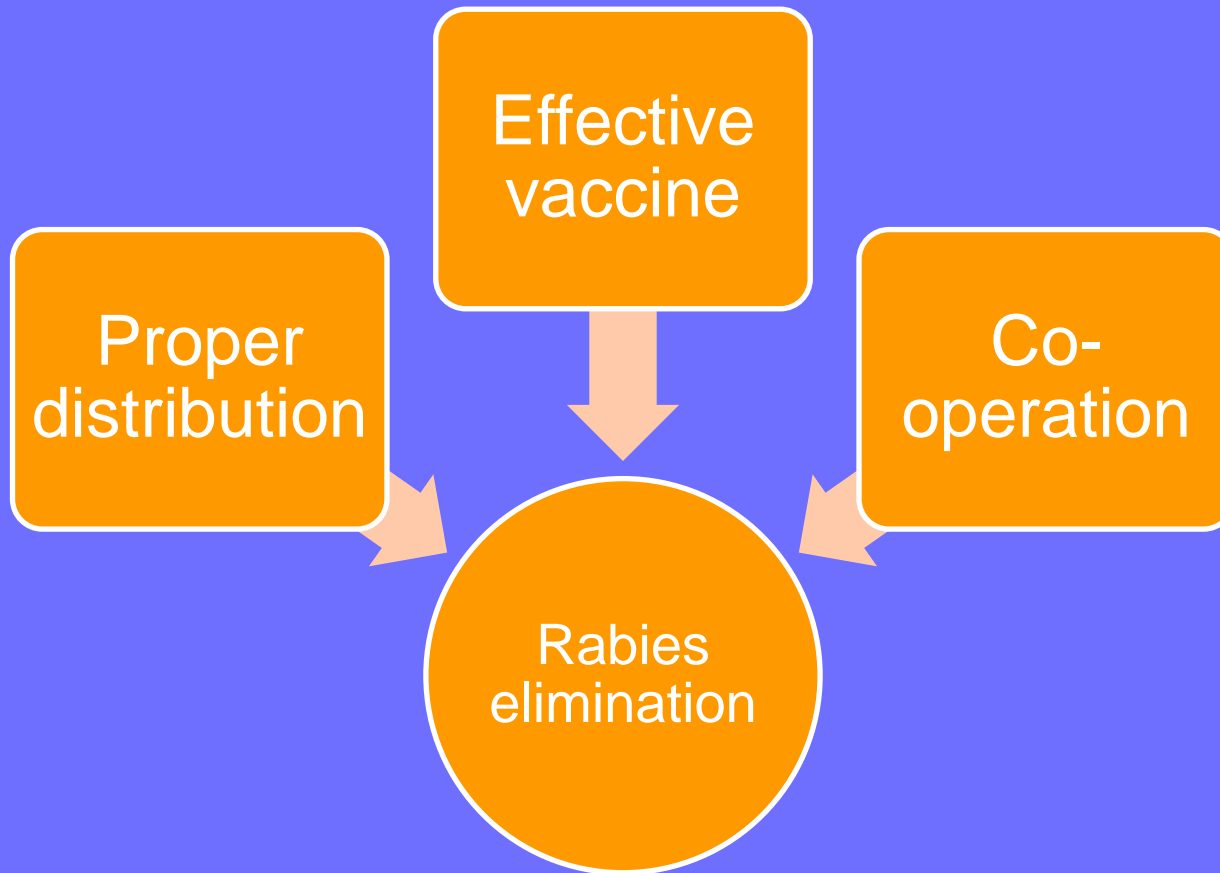 Effective
vaccine
Proper
distribution
Co-
operation
Rabies
elimination